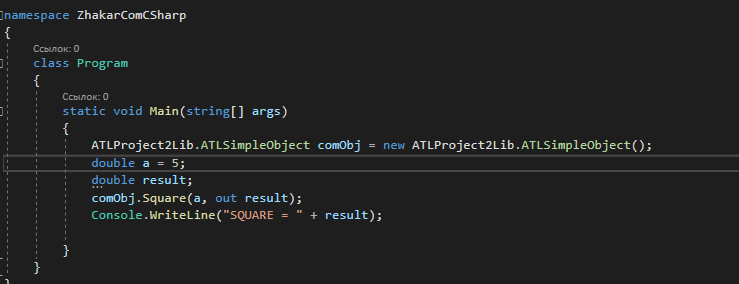 namespace ZhakarComCSharp
{
Ссылок: 0
class Program
{
Ссылок: 0
static void Main(string[] args)
{
ATLProject2Lib.ATLSimpleObject comObj = new ATLProject2Lib.ATLSimpleObject();
double a = 5;
double result;
comObj.Square(a, out result);
Console.WriteLine("SQUARE = " + result);
}
}
}